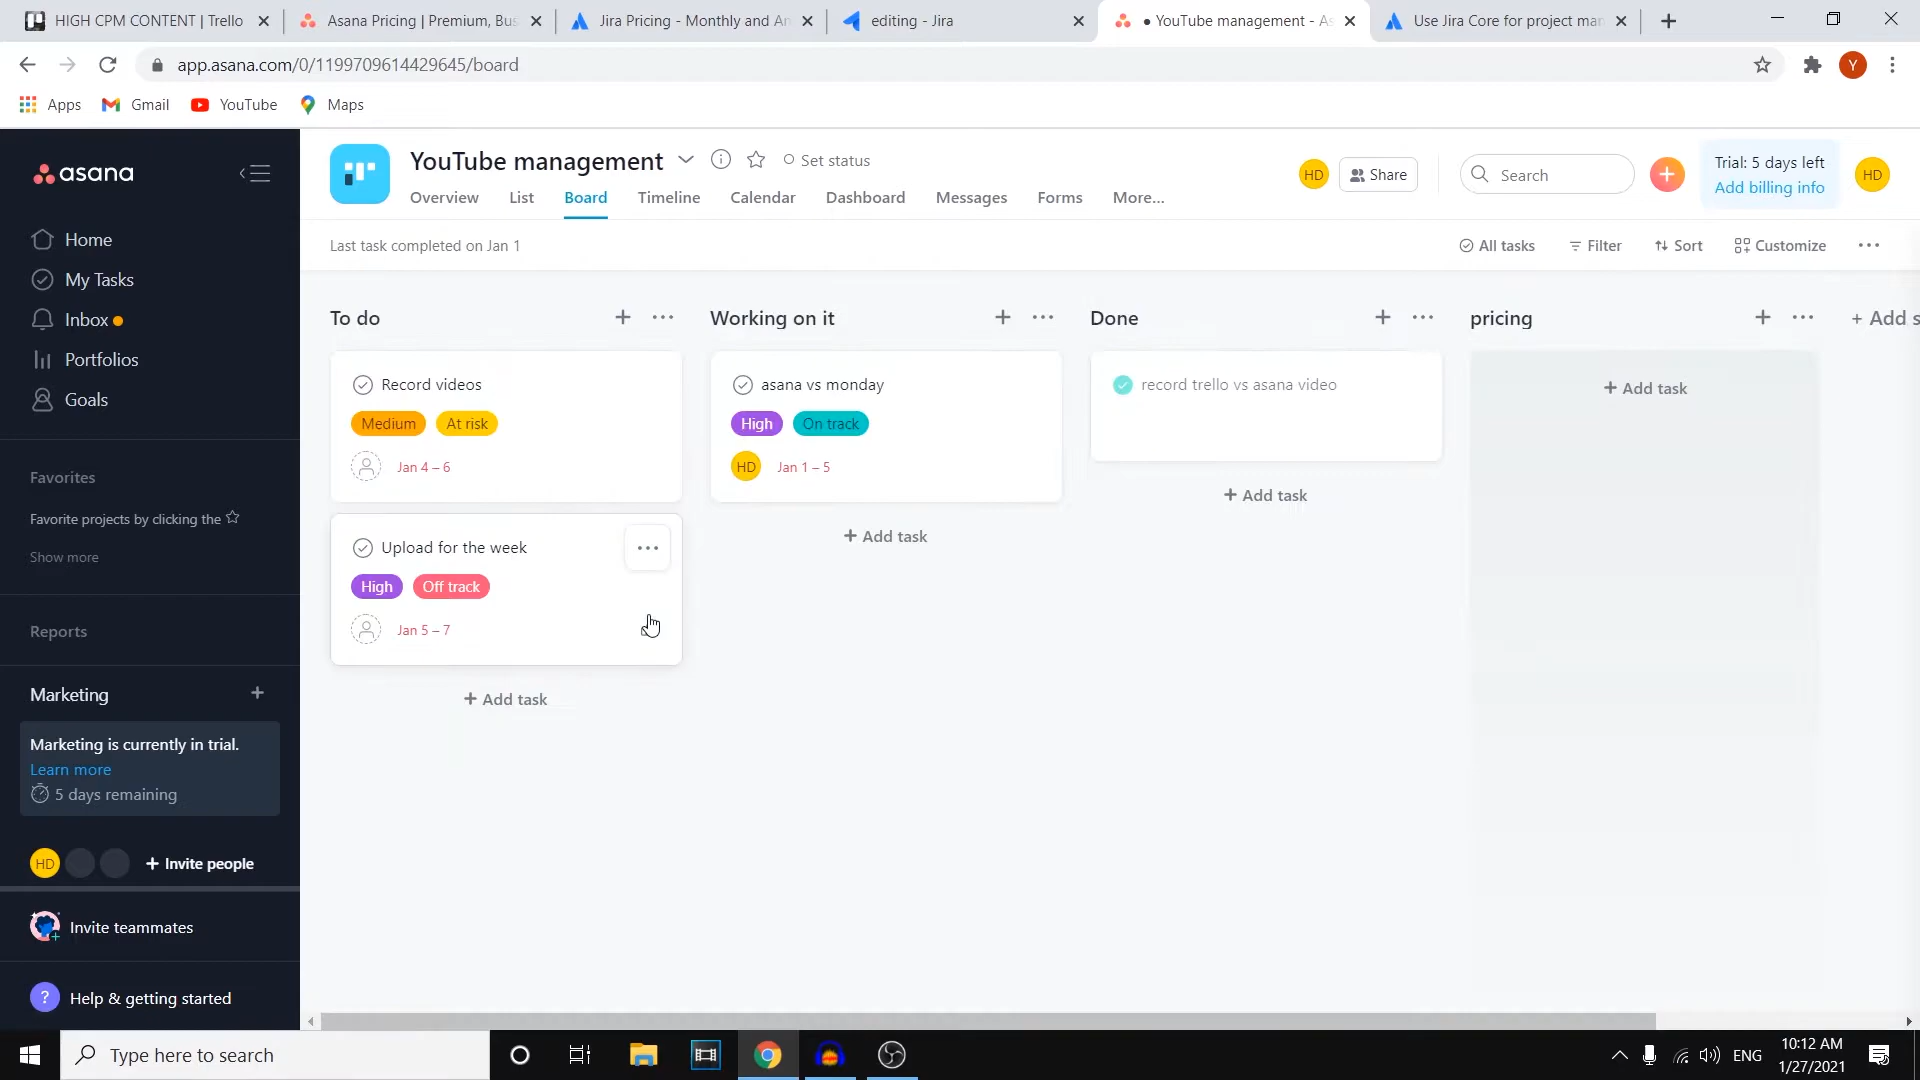 HIGH CPM CONTENT | Trello
Asana Pricing | Premium, Bus
Jira Pricing - Monthly and An
editing - Jira
• YouTube management - As
Use Jira Core for project man
app.asana.com/0/1199709614429645/board
Y
Apps
Gmail
YouTube
Maps
asana
Home
My Tasks
Inbox
Portfolios
Goals
Favorites
Favorite projects by clicking the
Show more
Reports
Marketing
Marketing is currently in trial.
Learn more
5 days remaining
HD
+ Invite people
Invite teammates
? Help & getting started
YouTube management
Set status
Overview
List
Board
Timeline
Calendar
Dashboard
Messages
Forms
More...
HD
Share
Search
Trial: 5 days left
Add billing info
HD
Last task completed on Jan 1
All tasks
Filter
Sort
Customize
To do
Record videos
Medium At risk
Jan 4 – 6
Upload for the week
High Off track
Jan 5 – 7
+ Add task
Working on it
asana vs monday
High On track
HD Jan 1 – 5
+ Add task
Done
record trello vs asana video
+ Add task
pricing
+ Add task
+ Add s
Type here to search
ENG
10:12 AM
1/27/2021